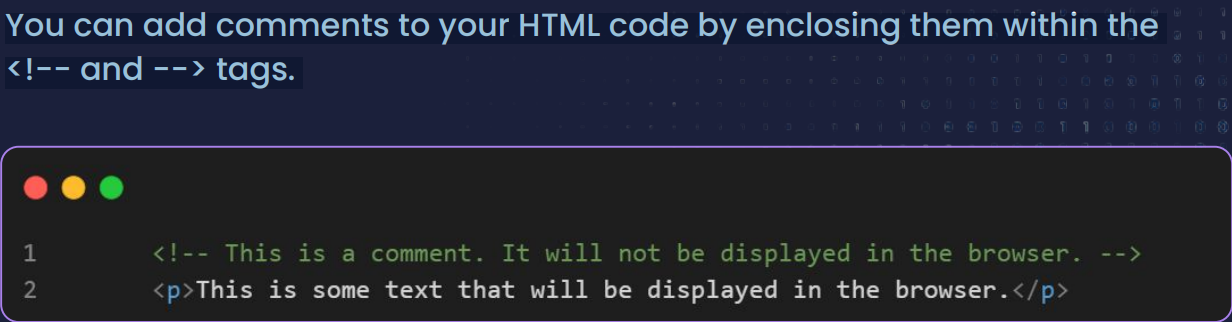 You can add comments to your HTML code by enclosing them within the
<!-- and --> tags.
1 <!-- This is a comment. It will not be displayed in the browser. -->
2 <p>This is some text that will be displayed in the browser.</p>